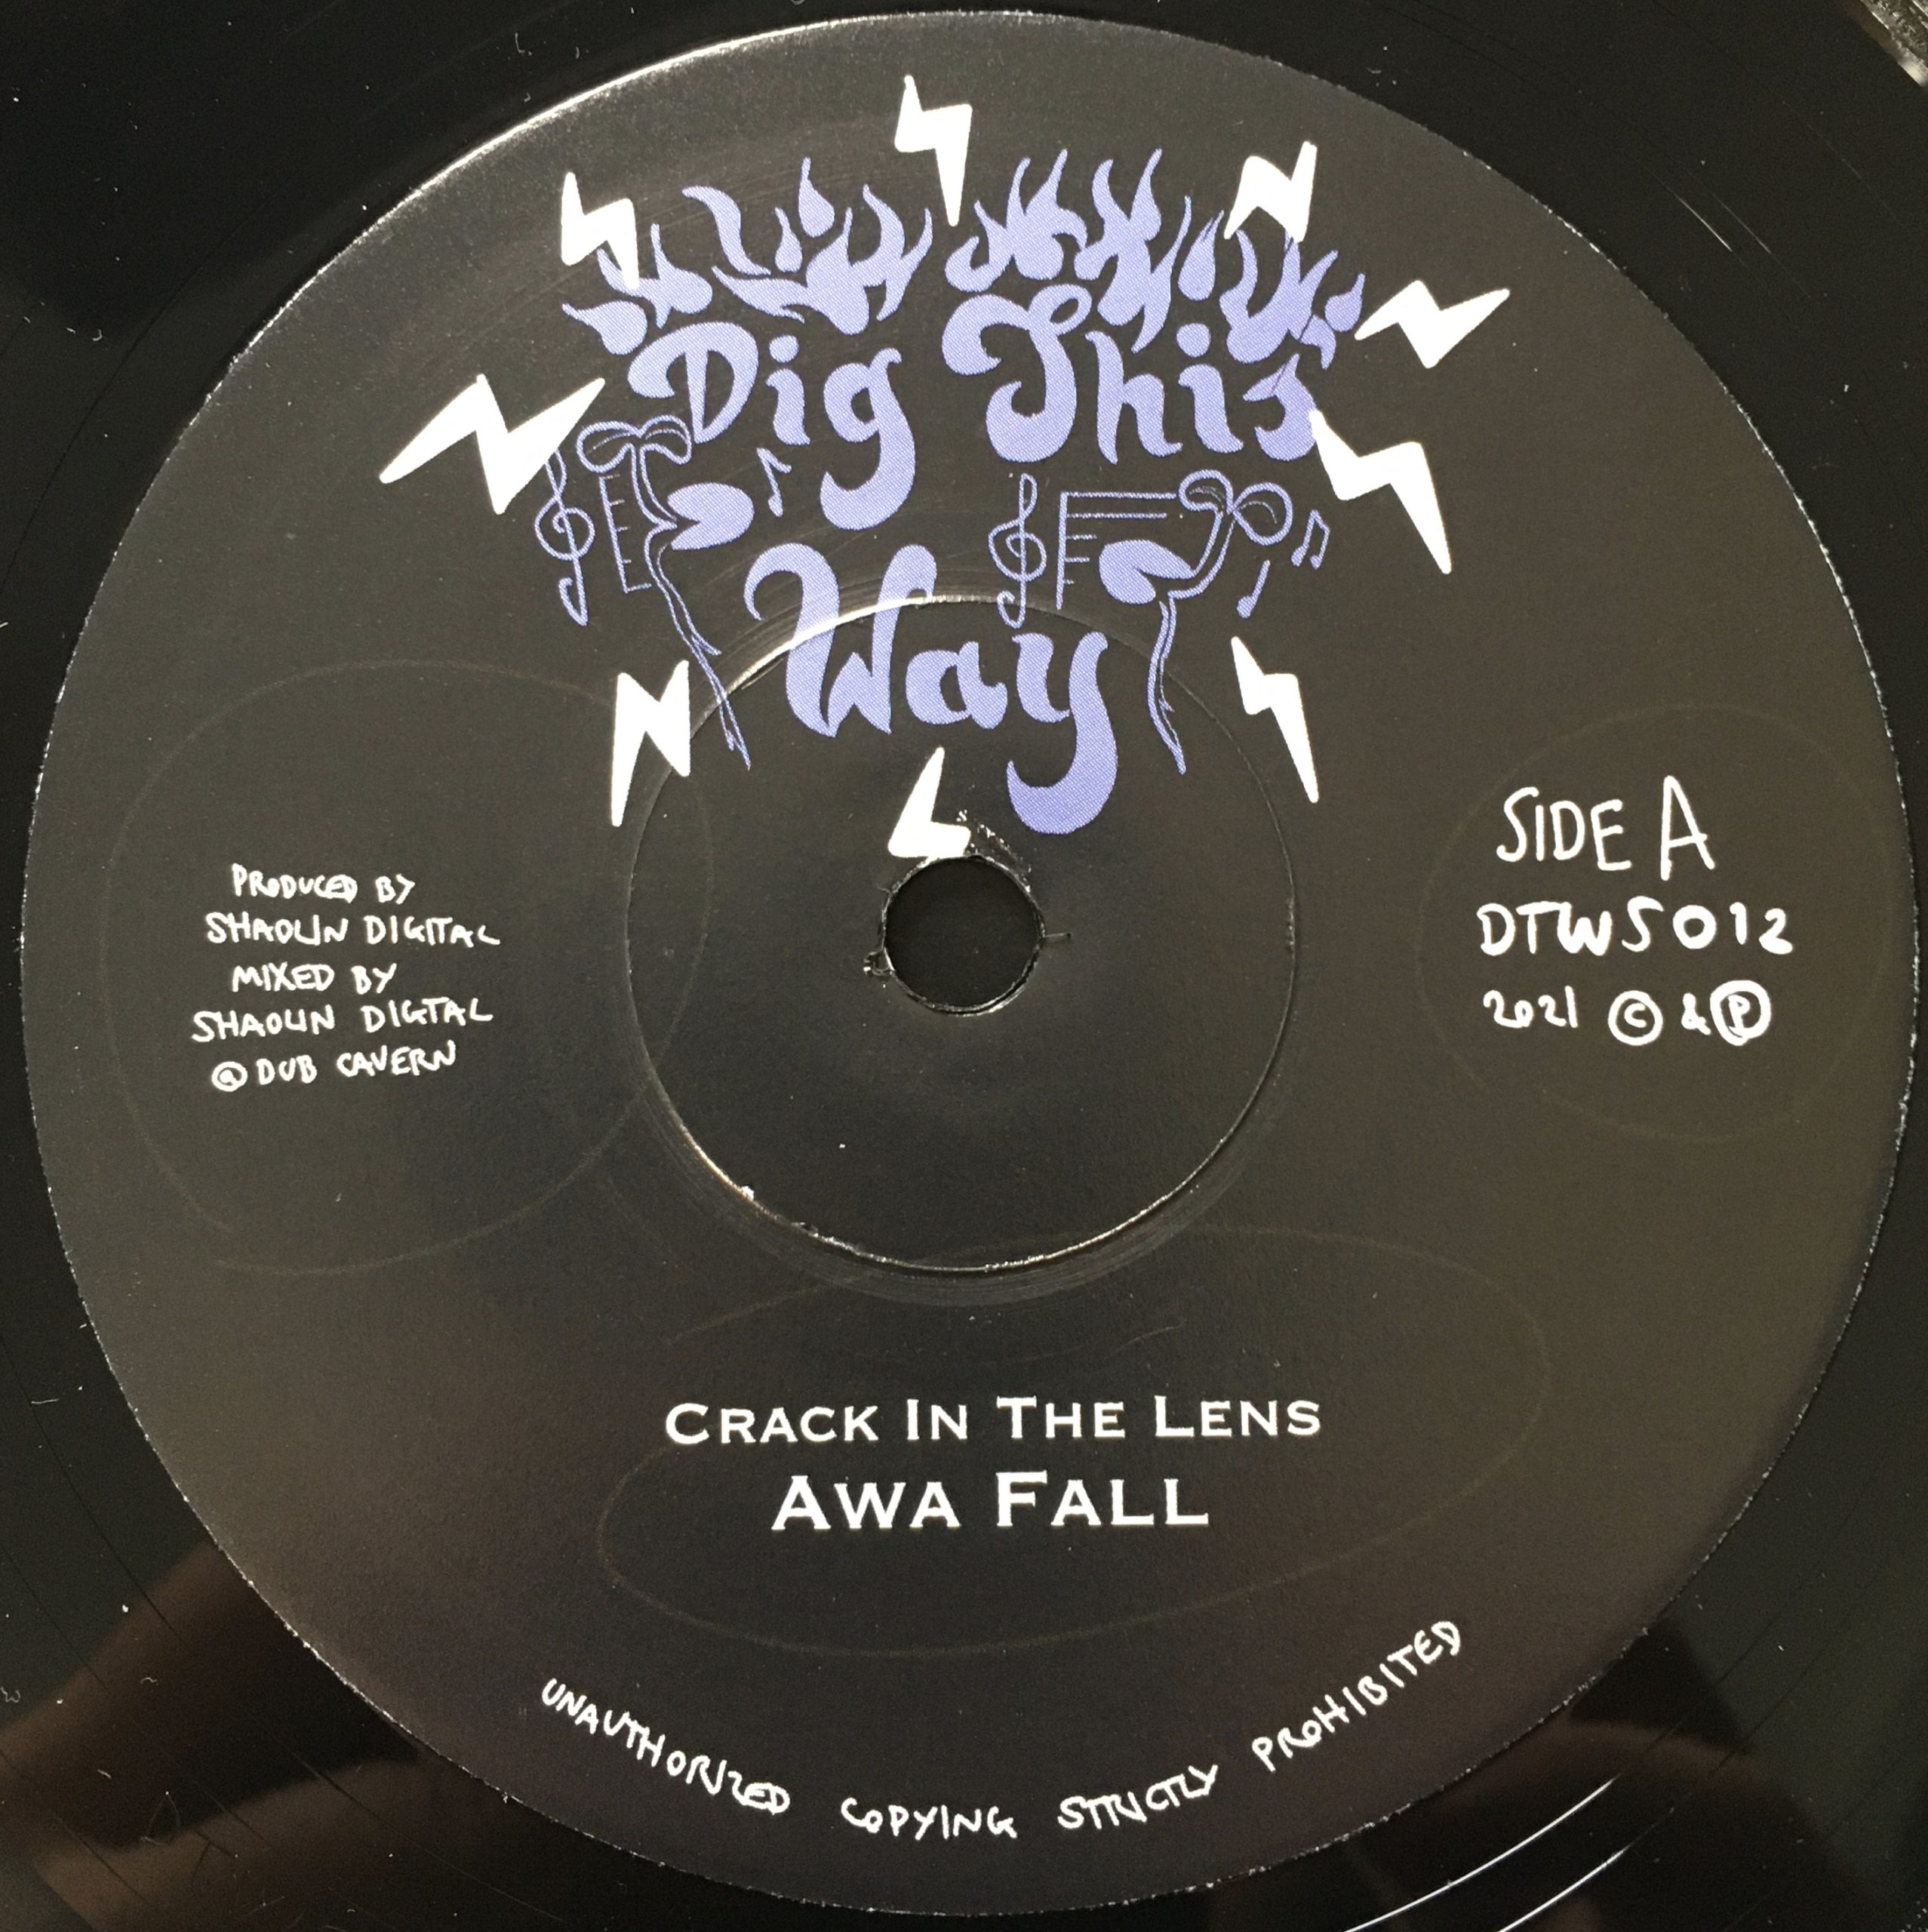 Dig This
Way
PRODUCED BY
SHAOLIN DIGITAL
MIXED BY
SHAOLIN DIGITAL
@ DUB CAVERN
SIDE A
DTWS012
2021 © & ℗
CRACK IN THE LENS
AWA FALL
UNAUTHORIZED COPYING STRICTLY PROHIBITED